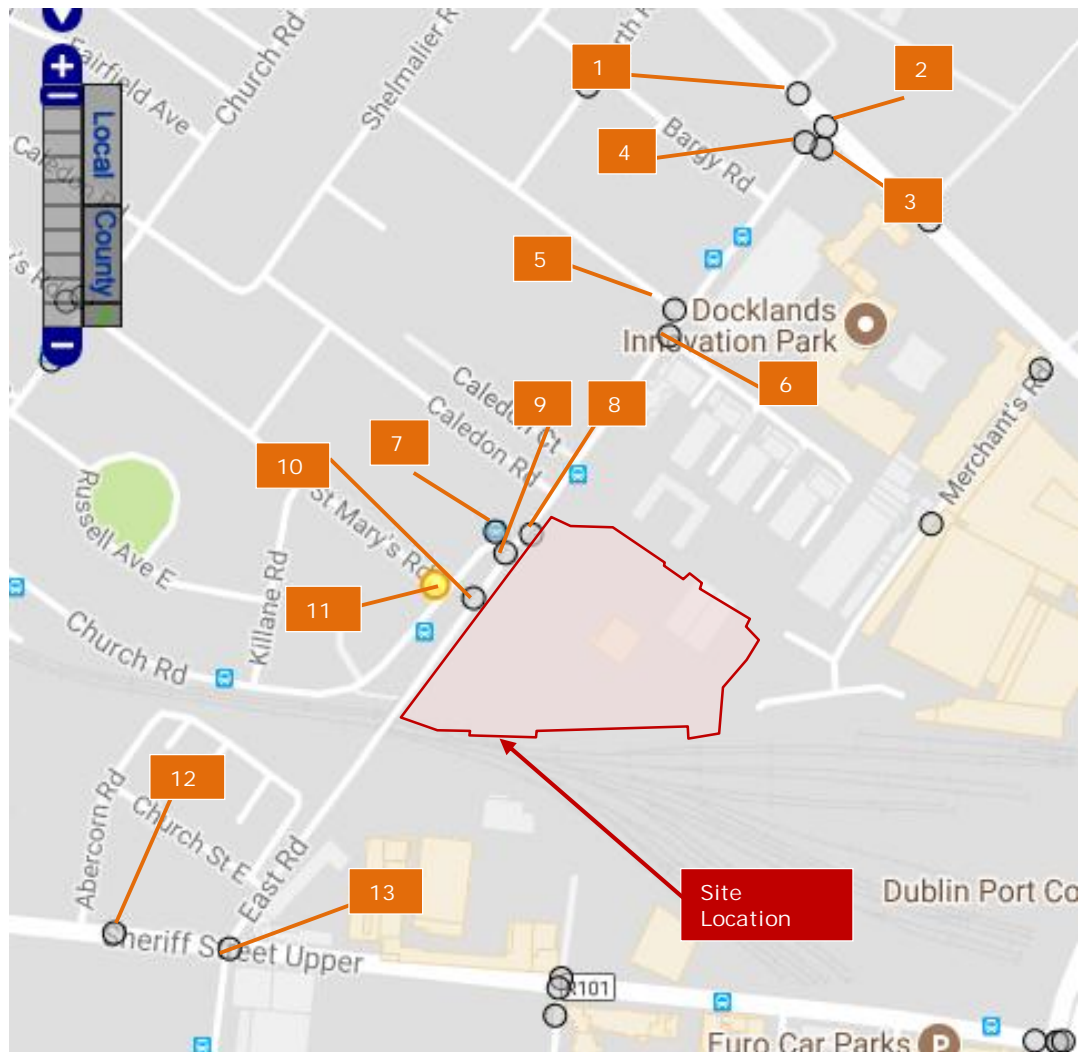 Fairfield Ave
Church Rd
Shelmalier R
rth R
1
2
Bargy Rd
4
3
Local
County
's R
5
Docklands
Innovation Park
6
Merchant's Rd
Caledon Ct
Caledon Rd
9
8
7
10
Russell Ave E
St Mary's Rd
11
Killane Rd
Church Rd
12
Abercorn Rd
Church St E
East Rd
13
Site
Location
Dublin Port Co
Sheriff Street Upper
R101
Euro Car Parks
P